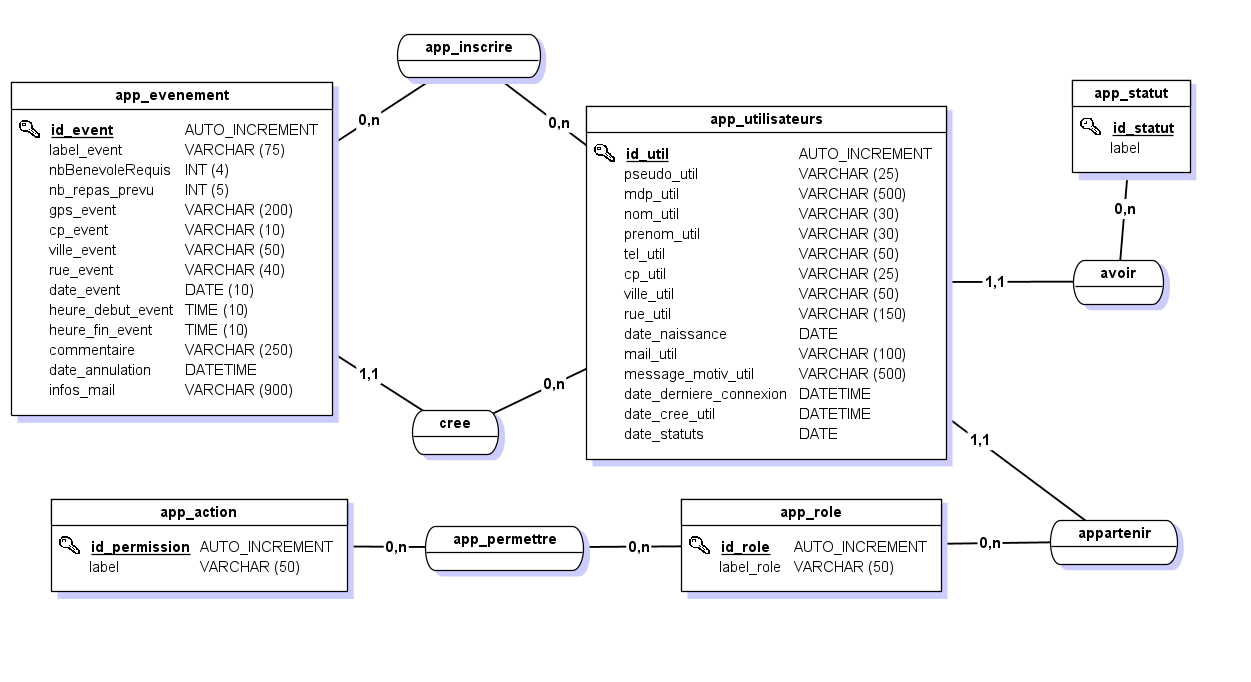 app_inscrire
0,n
0,n
app_evenement
id_event AUTO_INCREMENT
label_event VARCHAR (75)
nbBenevoleRequis INT (4)
nb_repas_prevu INT (5)
gps_event VARCHAR (200)
cp_event VARCHAR (10)
ville_event VARCHAR (50)
rue_event VARCHAR (40)
date_event DATE (10)
heure_debut_event TIME (10)
heure_fin_event TIME (10)
commentaire VARCHAR (250)
date_annulation DATETIME
infos_mail VARCHAR (900)
app_utilisateurs
id_util AUTO_INCREMENT
pseudo_util VARCHAR (25)
mdp_util VARCHAR (500)
nom_util VARCHAR (30)
prenom_util VARCHAR (30)
tel_util VARCHAR (50)
cp_util VARCHAR (25)
ville_util VARCHAR (50)
rue_util VARCHAR (150)
date_naissance DATE
mail_util VARCHAR (100)
message_motiv_util VARCHAR (500)
date_derniere_connexion DATETIME
date_cree_util DATETIME
date_statuts DATE
app_statut
id_statut
label
0,n
avoir
1,1
1,1
0,n
cree
1,1
app_action
id_permission AUTO_INCREMENT
label VARCHAR (50)
0,n
app_permettre
0,n
app_role
id_role AUTO_INCREMENT
label_role VARCHAR (50)
0,n
appartenir